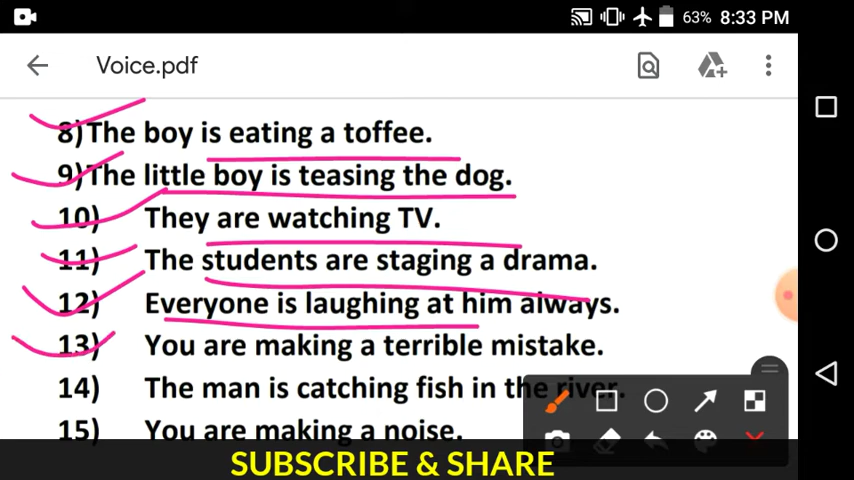 63% 8:33 PM
Voice.pdf
8)The boy is eating a toffee.
9)The little boy is teasing the dog.
10) They are watching TV.
11) The students are staging a drama.
12) Everyone is laughing at him always.
13) You are making a terrible mistake.
14) The man is catching fish in the river.
15) You are making a noise.
SUBSCRIBE & SHARE